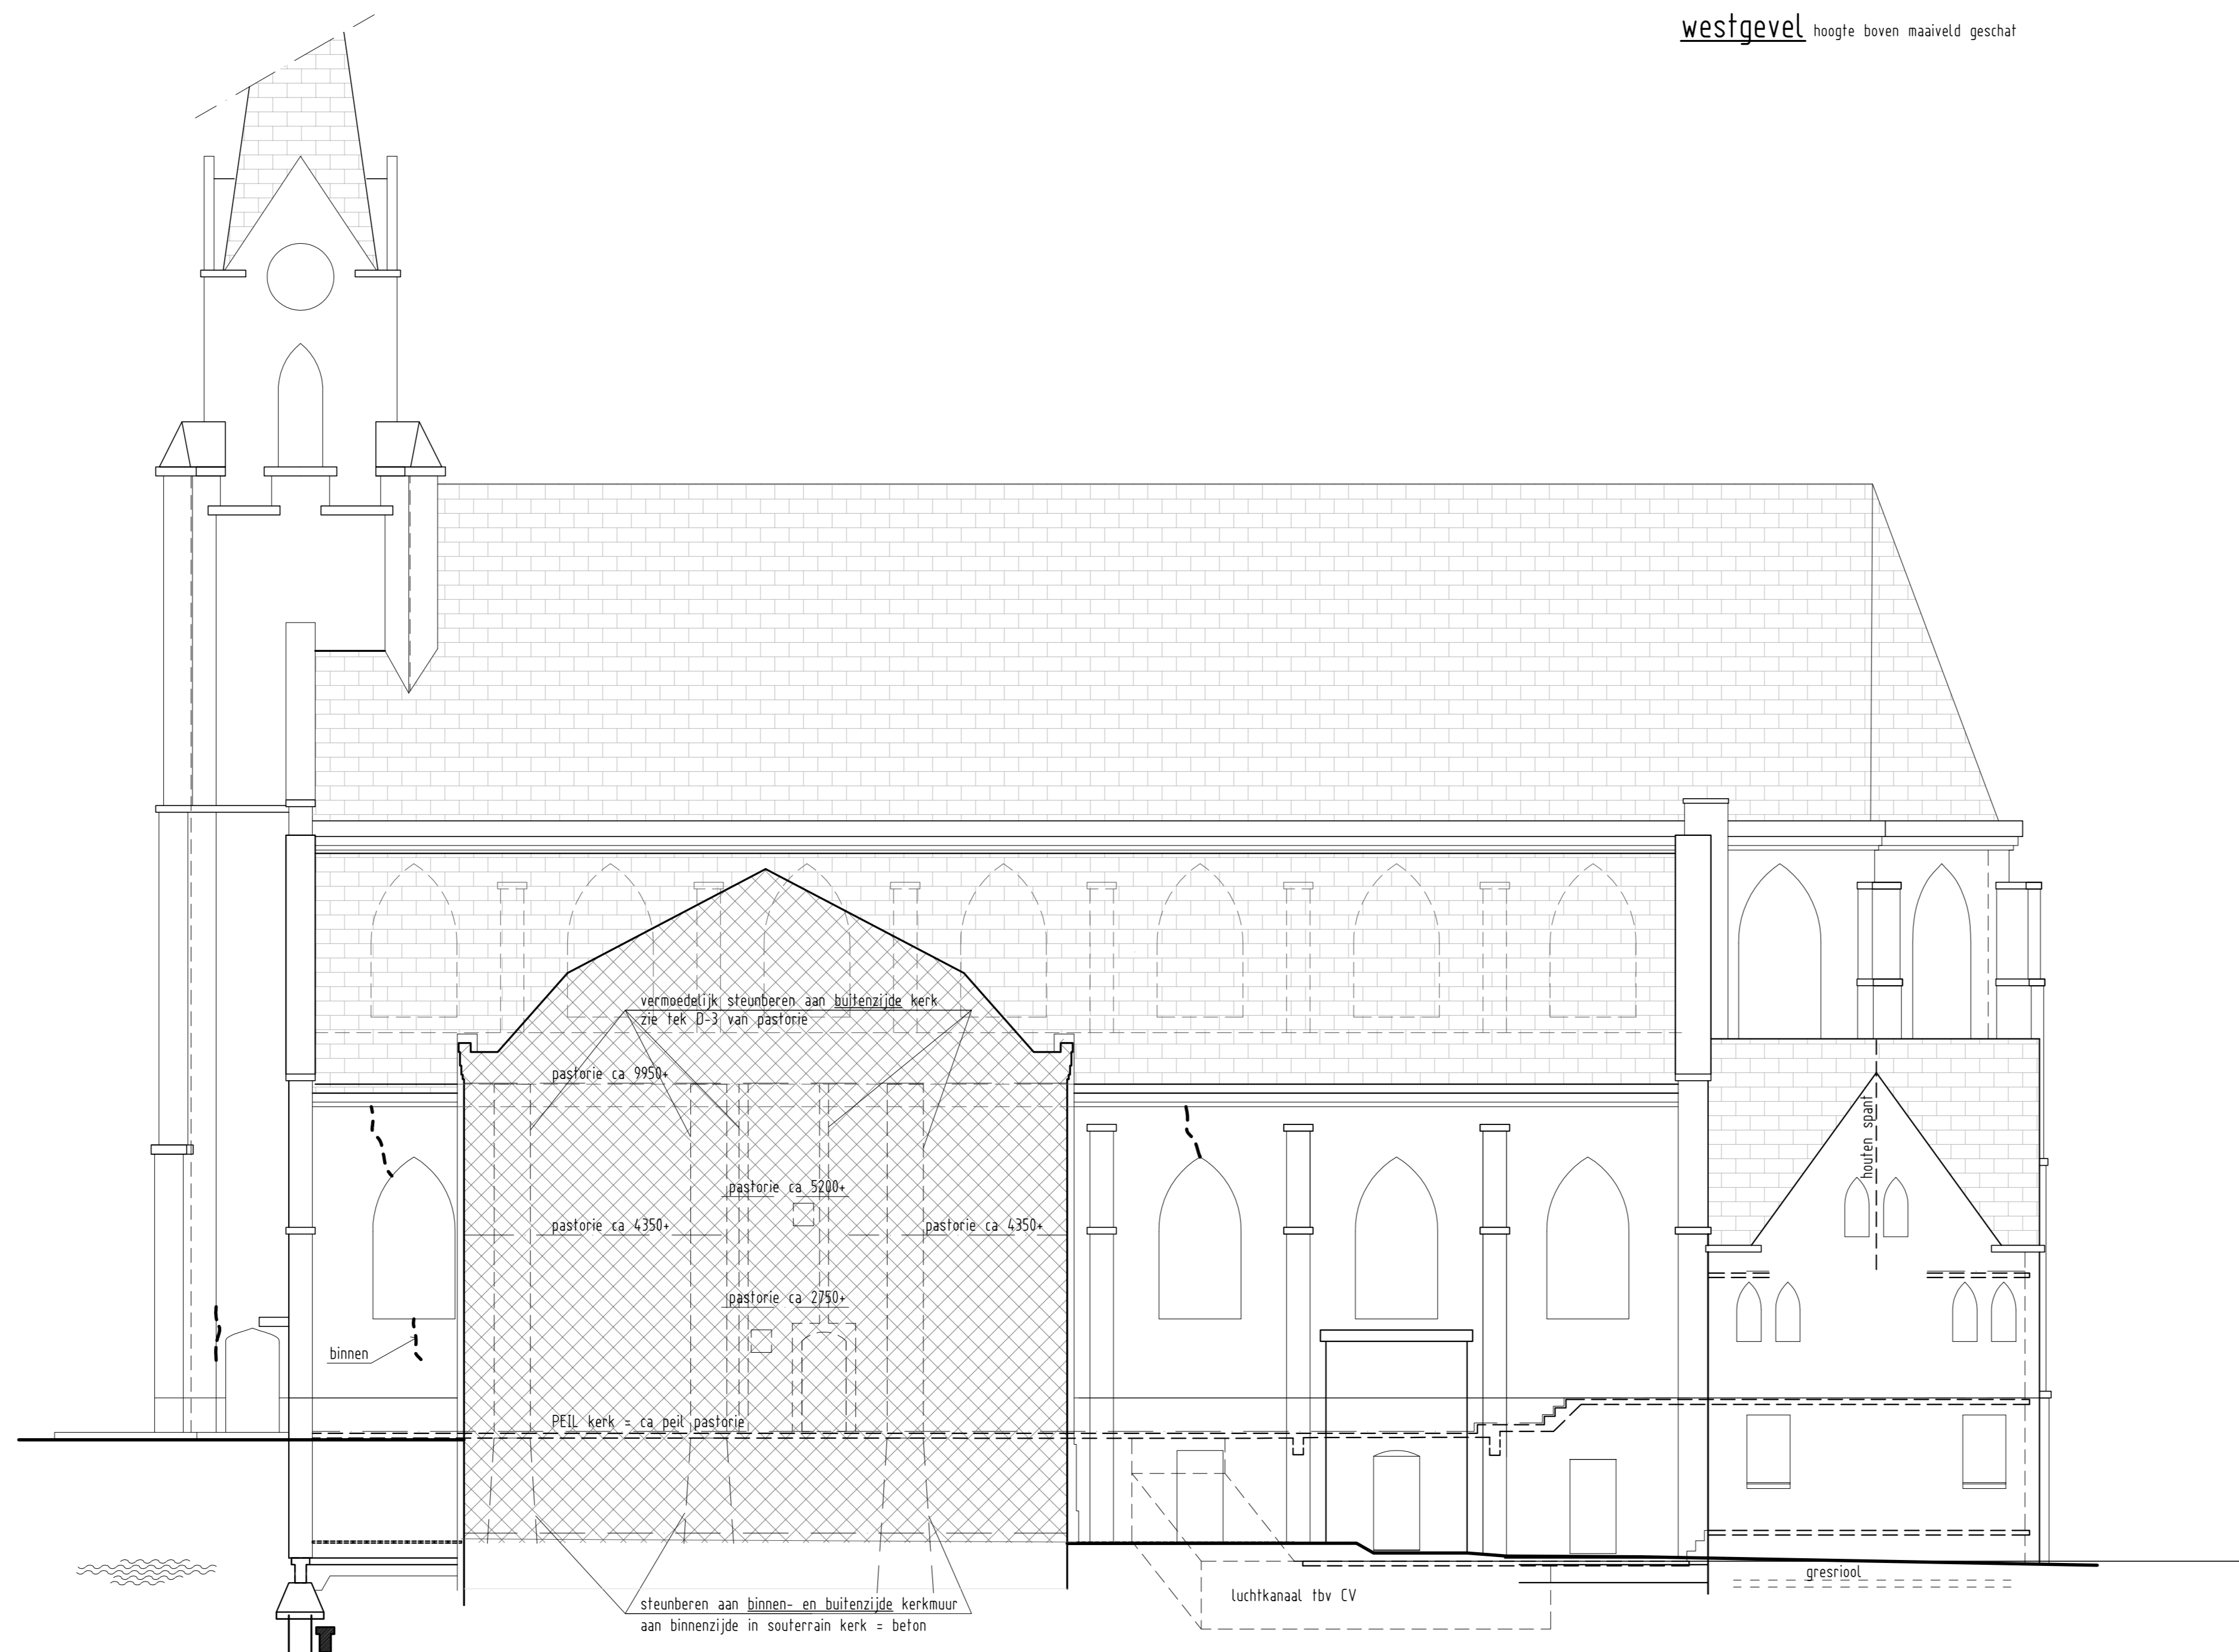 westgevel hoogte boven maaiveld geschat
vermoedelijk steunberen aan buitenzijde kerk
zie tek D-3 van pastorie
pastorie ca 9950+
houten spant
pastorie ca 5200+
pastorie ca 4350+
pastorie ca 4350+
pastorie ca 2750+
binnen
PEIL kerk = ca peil pastorie
gresriool
luchtkanaal tbv CV
steunberen aan binnen- en buitenzijde kerkmuur
aan binnenzijde in souterrain kerk = beton